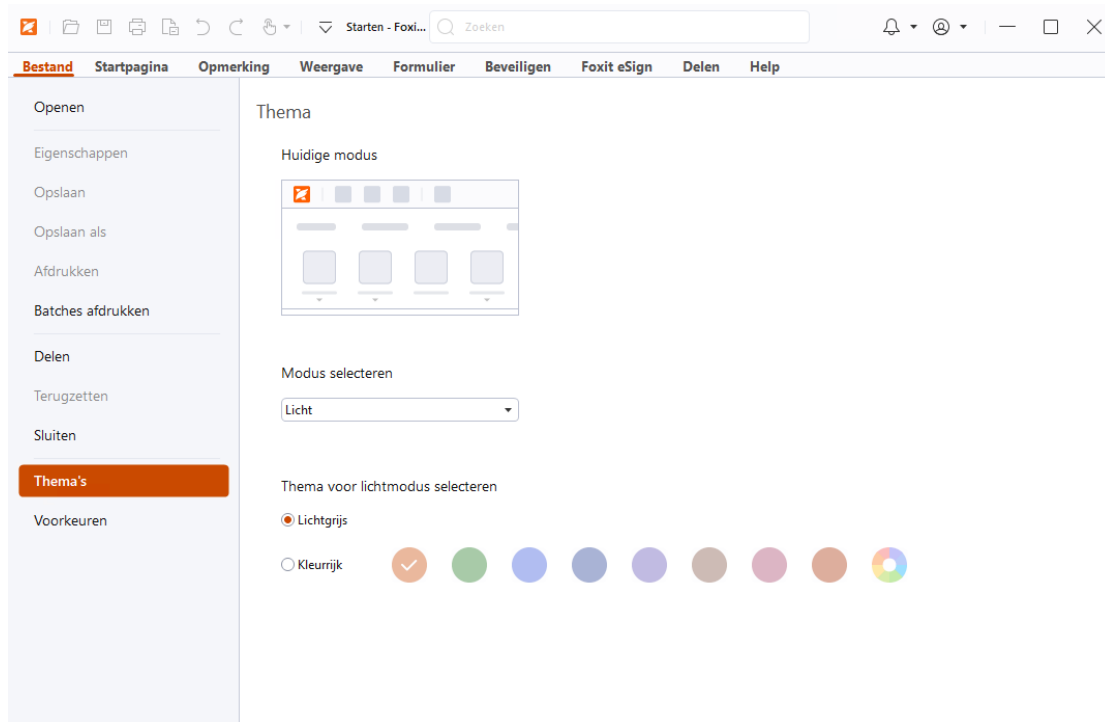 Starten - Foxi...
Zoeken
Bestand Startpagina Opmerking Weergave Formulier Beveiligen Foxit eSign Delen Help
Openen
Eigenschappen
Opslaan
Opslaan als
Afdrukken
Batches afdrukken
Delen
Terugzetten
Sluiten
Thema's
Voorkeuren
Thema
Huidige modus
Modus selecteren
Licht
Thema voor lichtmodus selecteren
Lichtgrijs
Kleurrijk